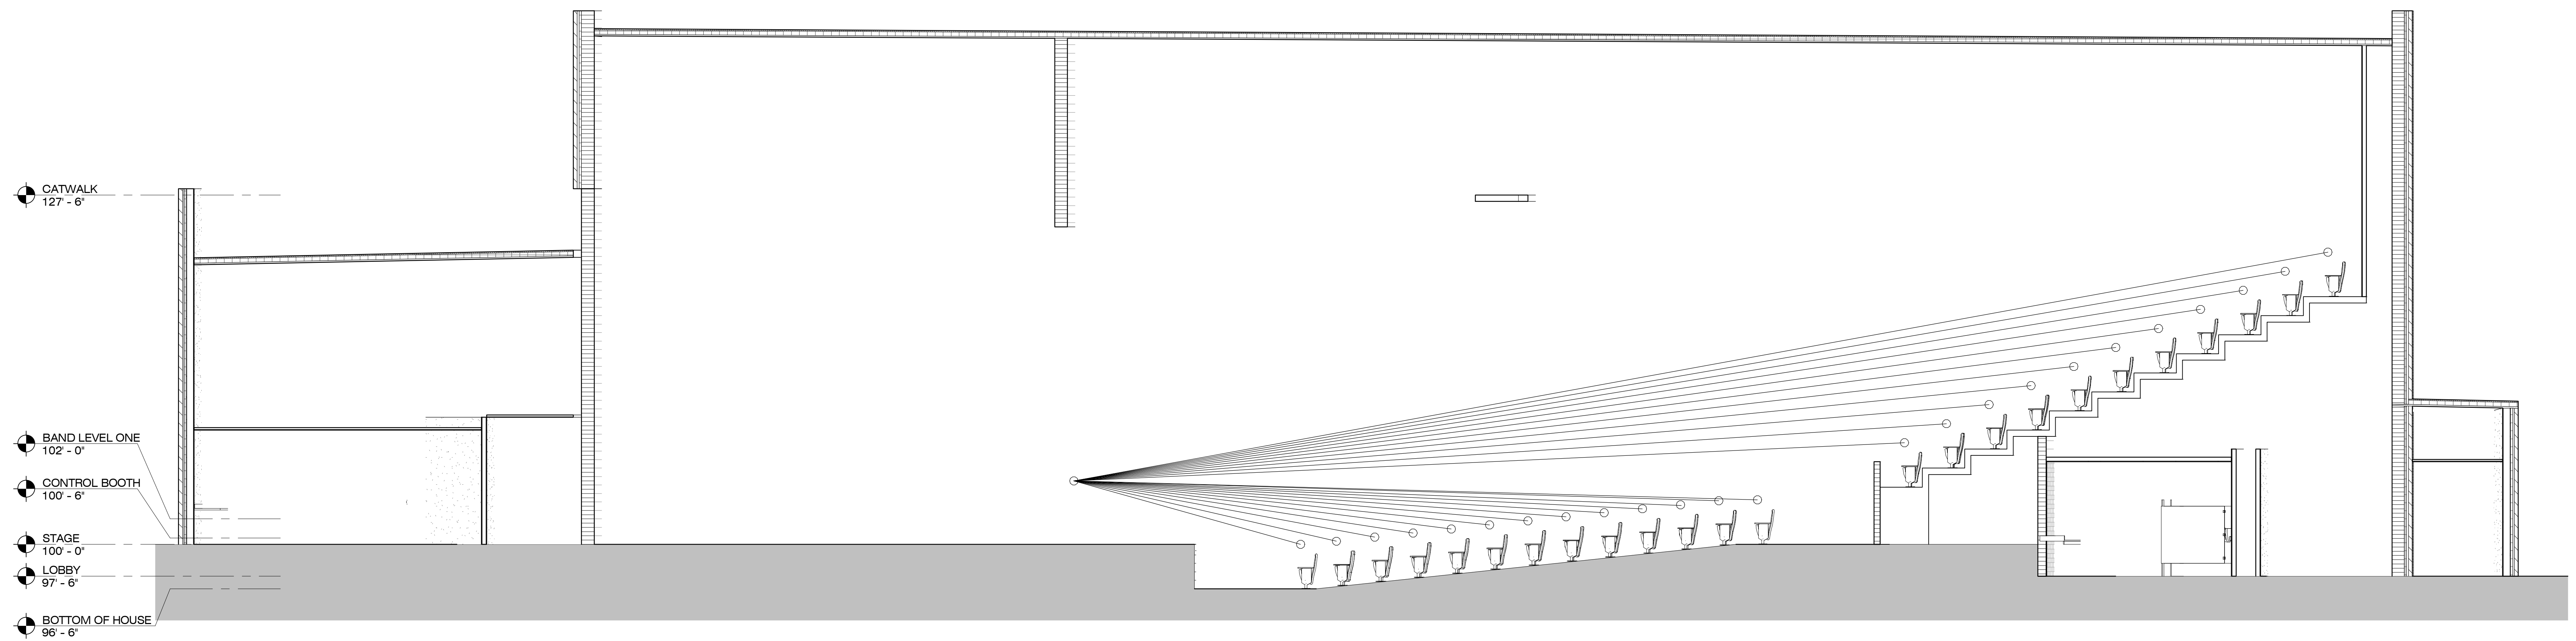 CATWALK
127' - 6"
BAND LEVEL ONE
102' - 0"
CONTROL BOOTH
100' - 6"
STAGE
100' - 0"
LOBBY
97' - 6"
BOTTOM OF HOUSE
96' - 6"